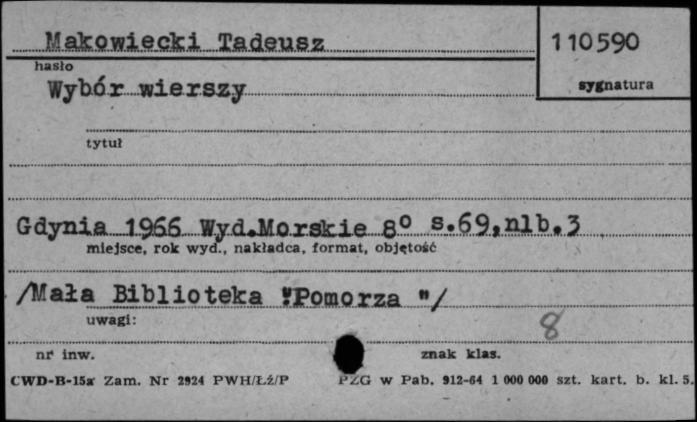 Makowiecki Tadeusz
110590
hasło
sygnatura
Wybór wierszy
tytuł
Gdynia 1966 Wyd.Morskie 8° s.69,nlb.3
miejsce, rok wyd., nakładca, format, objętość
/Mała Biblioteka "Pomorza "/
uwagi:
8
nr inw.
znak klas.
CWD-B-15a Zam. Nr 2924 PWH/Łź/P PZG w Pab. 912-64 1 000 000 szt. kart. b. kl. 5.